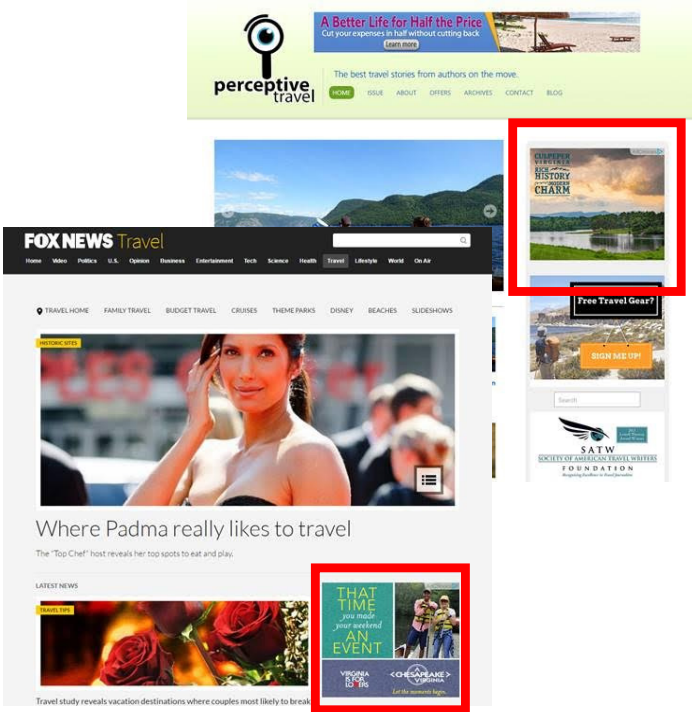 A Better Life for Half the Price
Cut your expenses in half without cutting back
Learn more
perceptive
travel
The best travel stories from authors on the move.
HOME ISSUE ABOUT OFFERS ARCHIVES CONTACT BLOG
CULPEPER
VIRGINIA
RICH
HISTORY
MODERN
CHARM
Free Travel Gear?
SIGN ME UP!
Search
SATW
SOCIETY OF AMERICAN TRAVEL WRITERS
FOUNDATION
FOX NEWS Travel
Home Video Politics U.S. Opinion Business Entertainment Tech Science Health Travel Lifestyle World On Air
TRAVEL HOME FAMILY TRAVEL BUDGET TRAVEL CRUISES THEME PARKS DISNEY BEACHES SLIDESHOWS
HISTORIC SITES
Where Padma really likes to travel
The "Top Chef" host reveals her top spots to eat and play.
LATEST NEWS
TRAVEL TIPS
Travel study reveals vacation destinations where couples most likely to break
THAT
TIME
you made
your weekend
AN
EVENT
VIRGINIA
IS FOR
LOVERS
CHESAPEAKE
VIRGINIA
Let the moments begin.